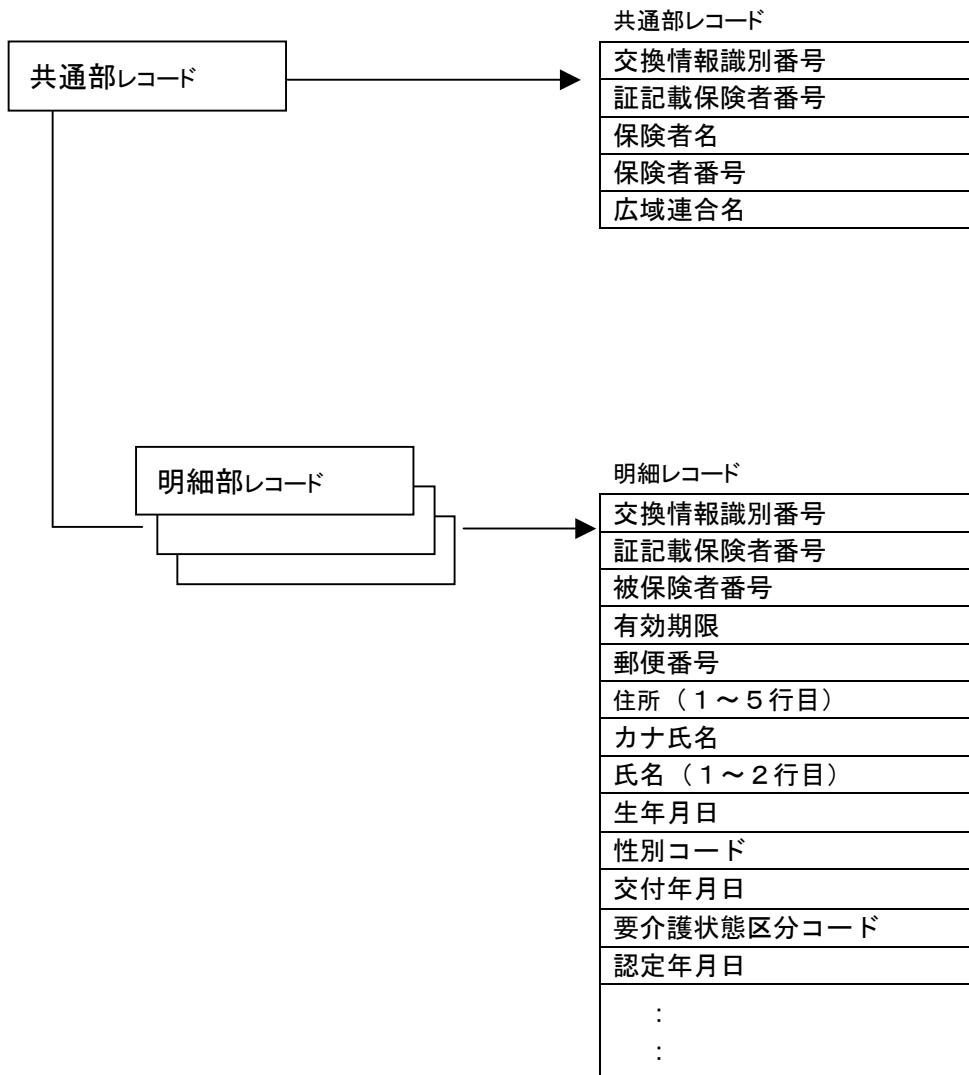 共通部レコード
共通部レコード
交換情報識別番号
証記載保険者番号
保険者名
保険者番号
広域連合名
明細部レコード
明細レコード
交換情報識別番号
証記載保険者番号
被保険者番号
有効期限
郵便番号
住所（１～５行目）
カナ氏名
氏名（１～２行目）
生年月日
性別コード
交付年月日
要介護状態区分コード
認定年月日
：
：